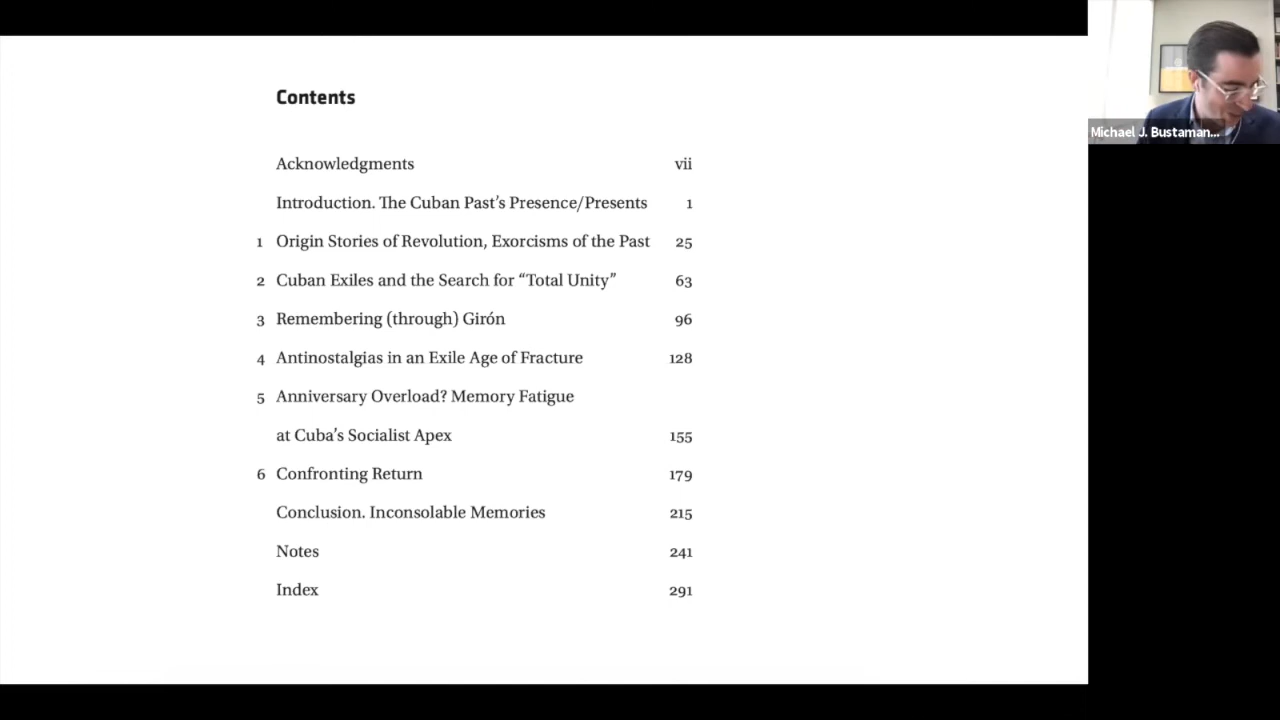 Contents
Acknowledgments vii
Introduction. The Cuban Past’s Presence/Presents 1
1 Origin Stories of Revolution, Exorcisms of the Past 25
2 Cuban Exiles and the Search for “Total Unity” 63
3 Remembering (through) Girón 96
4 Antinostalgias in an Exile Age of Fracture 128
5 Anniversary Overload? Memory Fatigue
at Cuba’s Socialist Apex 155
6 Confronting Return 179
Conclusion. Inconsolable Memories 215
Notes 241
Index 291
Michael J. Bustaman...